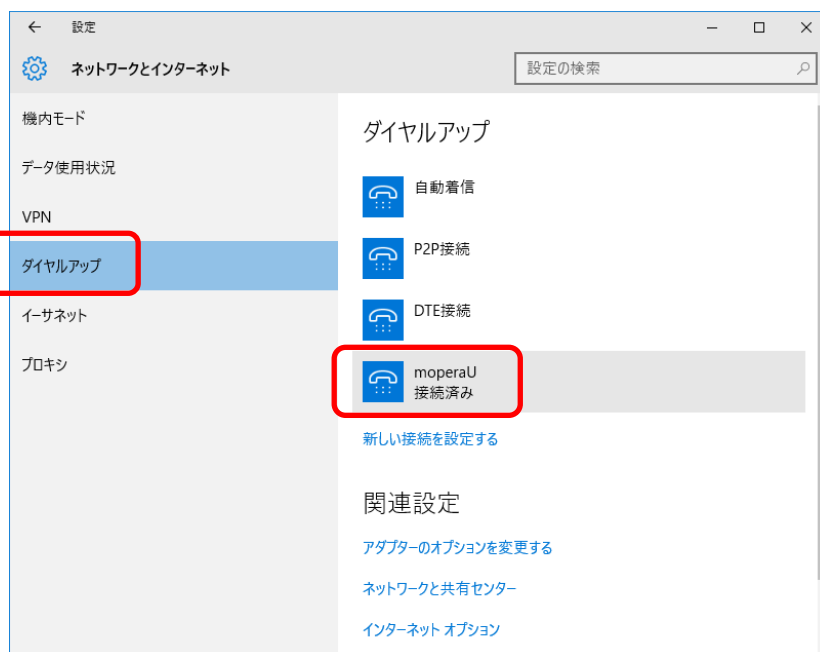 設定
ネットワークとインターネット
設定の検索
機内モード
データ使用状況
VPN
ダイヤルアップ
イーサネット
プロキシ
ダイヤルアップ
自動着信
P2P接続
DTE接続
moperaU
接続済み
新しい接続を設定する
関連設定
アダプターのオプションを変更する
ネットワークと共有センター
インターネット オプション